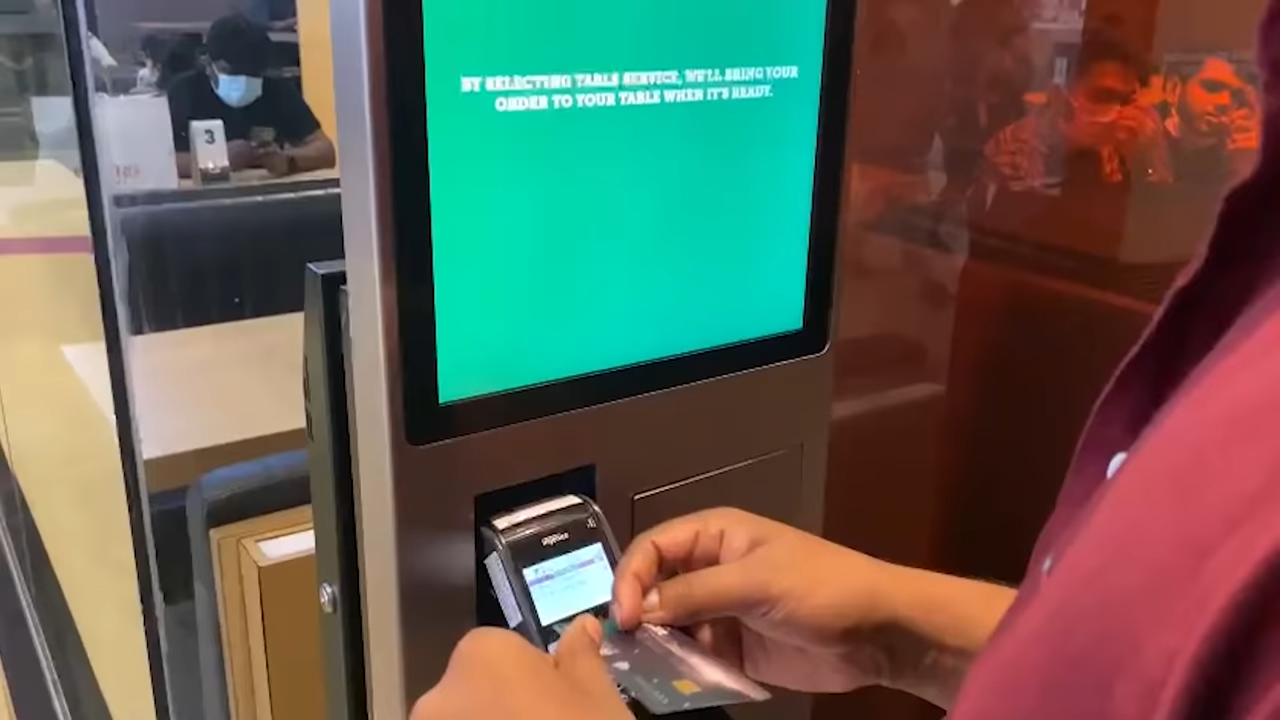 BY SELECTING TABLE SERVICE, WE'LL BRING YOUR
ORDER TO YOUR TABLE WHEN IT'S READY.
3